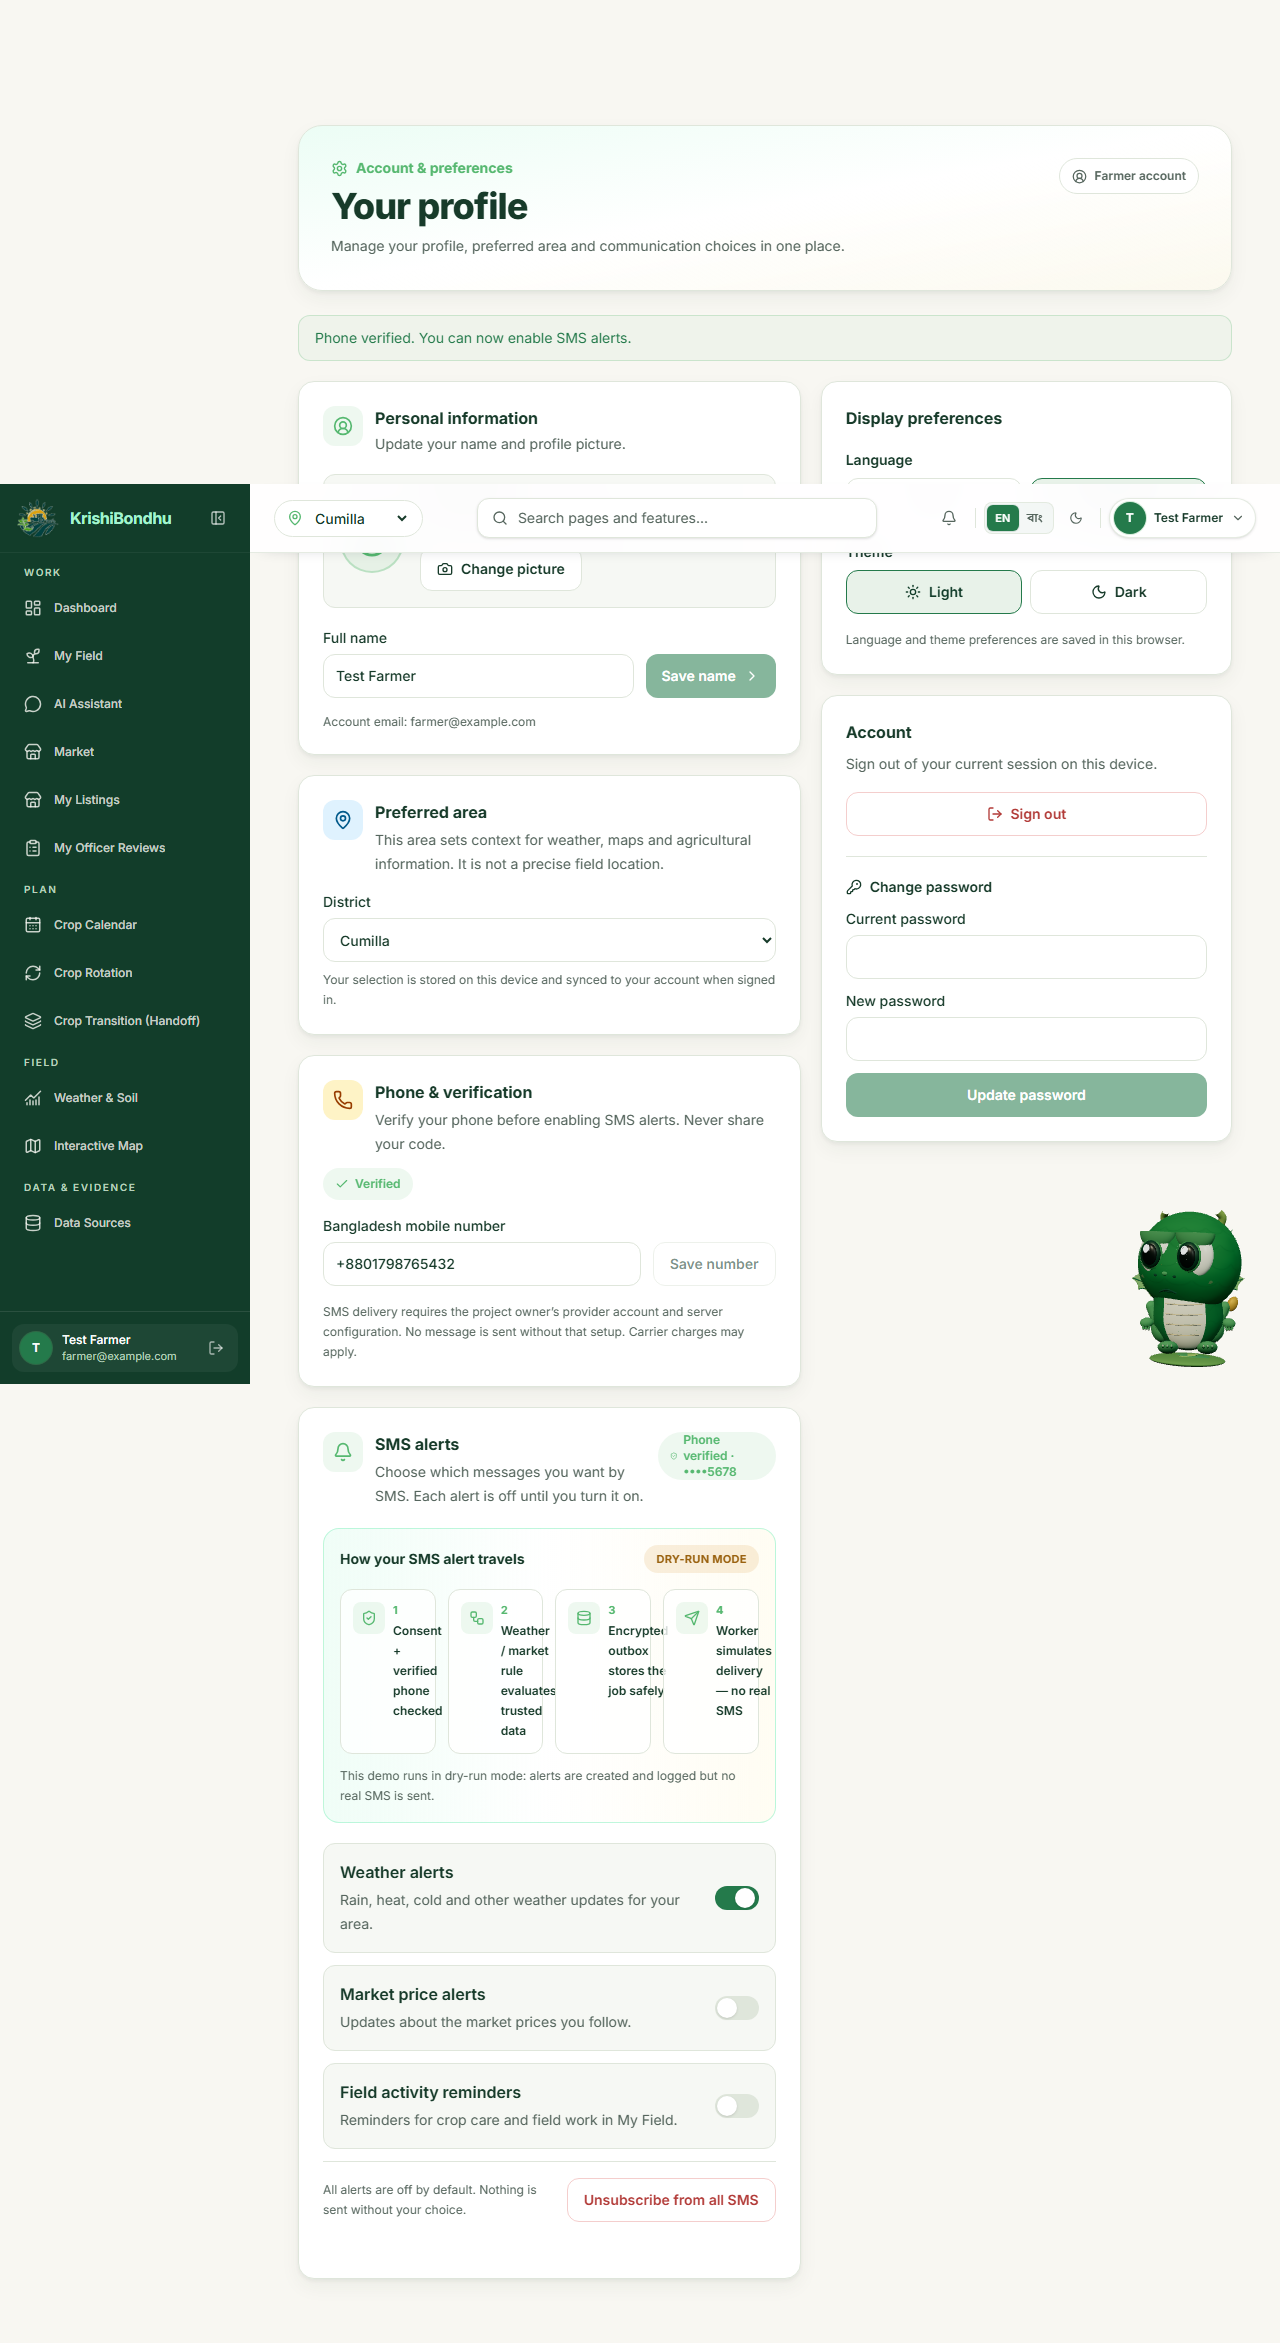 Account & preferences
Your profile
Manage your profile, preferred area and communication choices in one place.
Farmer account
Phone verified. You can now enable SMS alerts.
Personal information
Update your name and profile picture.
Display preferences
Language
KrishiBondhu
Cumilla
Search pages and features...
EN
বাং
T
Test Farmer
WORK
Dashboard
My Field
AI Assistant
Market
My Listings
My Officer Reviews
PLAN
Crop Calendar
Crop Rotation
Crop Transition (Handoff)
FIELD
Weather & Soil
Interactive Map
DATA & EVIDENCE
Data Sources
T
Test Farmer
farmer@example.com
Change picture
Full name
Test Farmer
Save name
Account email: farmer@example.com
Theme
Light
Dark
Language and theme preferences are saved in this browser.
Preferred area
This area sets context for weather, maps and agricultural
information. It is not a precise field location.
District
Cumilla
Your selection is stored on this device and synced to your account when signed
in.
Account
Sign out of your current session on this device.
Sign out
Change password
Current password
New password
Update password
Phone & verification
Verify your phone before enabling SMS alerts. Never share
your code.
Verified
Bangladesh mobile number
+8801798765432
Save number
SMS delivery requires the project owner's provider account and server
configuration. No message is sent without that setup. Carrier charges may
apply.
SMS alerts
Choose which messages you want by
SMS. Each alert is off until you turn it on.
Phone
verified ·
••••5678
How your SMS alert travels
DRY-RUN MODE
1
Consent
+
verified
phone
checked
2
Weather
/ market
rule
evaluates
trusted
data
3
Encrypted
outbox
stores the
job safely
4
Worker
simulates
delivery
— no real
SMS
This demo runs in dry-run mode: alerts are created and logged but no
real SMS is sent.
Weather alerts
Rain, heat, cold and other weather updates for your
area.
Market price alerts
Updates about the market prices you follow.
Field activity reminders
Reminders for crop care and field work in My Field.
All alerts are off by default. Nothing is
sent without your choice.
Unsubscribe from all SMS